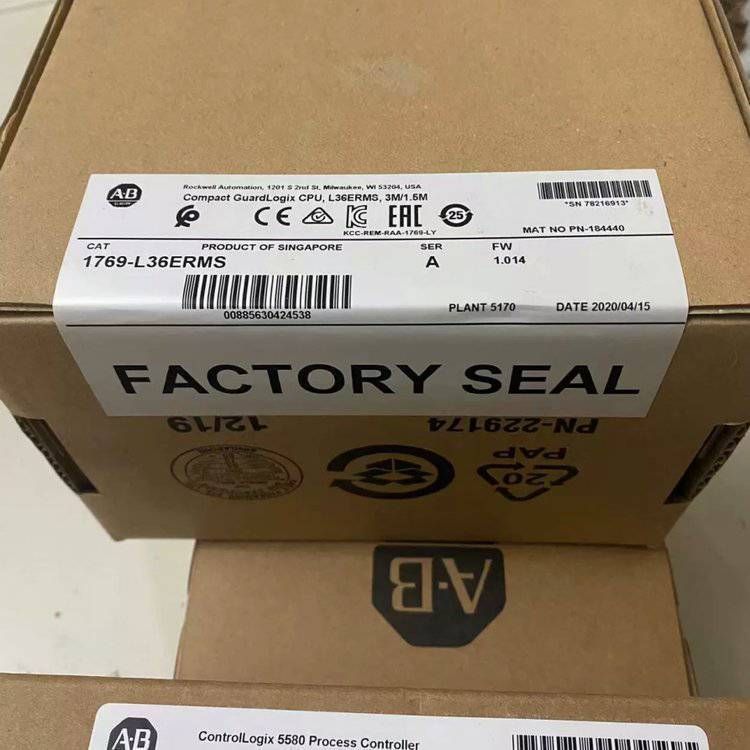 A-B
Rockwell Automation, 1201 S 2nd St, Milwaukee, WI 53204, USA
Compact GuardLogix CPU, L36ERMS, 3M/1.5M
*SN 78216913*
CE EAC 25
KCC-REM-RAA-1769-LY
MAT NO PN-184440
CAT PRODUCT OF SINGAPORE SER FW
1769-L36ERMS A 1.014
00885630424538
PLANT 5170 DATE 2020/04/15
FACTORY SEAL
12/19 PN-229174
20
PAP
A·B
A-B
ControlLogix 5580 Process Controller